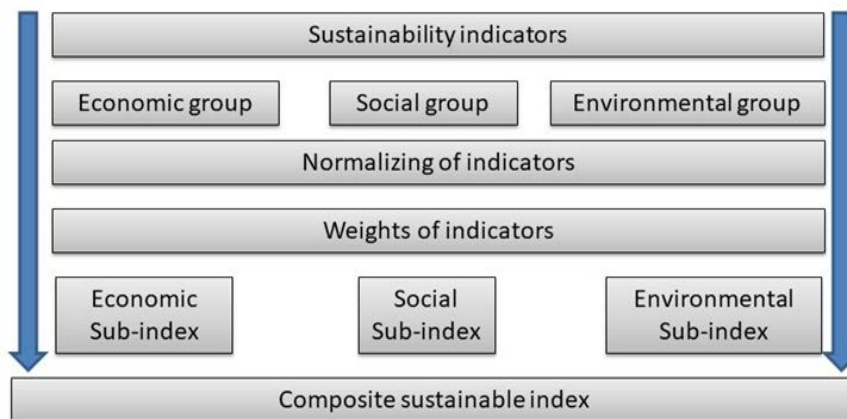 Sustainability indicators
Economic group
Social group
Environmental group
Normalizing of indicators
Weights of indicators
Economic
Sub-index
Social
Sub-index
Environmental
Sub-index
Composite sustainable index